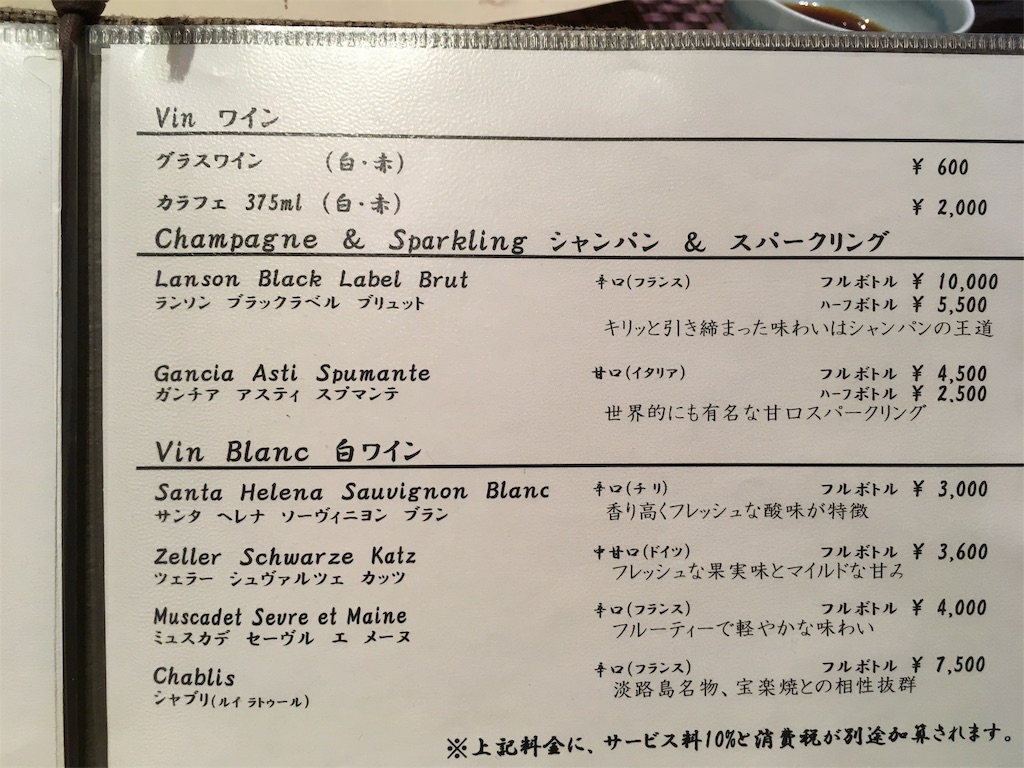 Vin ワイン
グラスワイン (白・赤) ¥ 600
カラフェ 375ml (白・赤) ¥ 2,000
Champagne & Sparkling シャンパン & スパークリング
Lanson Black Label Brut 辛口(フランス) フルボトル ¥ 10,000
ランソン ブラックラベル ブリュット ハーフボトル ¥ 5,500
キリッと引き締まった味わいはシャンパンの王道
Gancia Asti Spumante 甘口(イタリア) フルボトル ¥ 4,500
ガンチア アスティ スプマンテ ハーフボトル ¥ 2,500
世界的にも有名な甘口スパークリング
Vin Blanc 白ワイン
Santa Helena Sauvignon Blanc 辛口(チリ) フルボトル ¥ 3,000
サンタ ヘレナ ソーヴィニヨン ブラン 香り高くフレッシュな酸味が特徴
Zeller Schwarze Katz 中甘口(ドイツ) フルボトル ¥ 3,600
ツェラー シュヴァルツェ カッツ フレッシュな果実味とマイルドな甘み
Muscadet Sevre et Maine 辛口(フランス) フルボトル ¥ 4,000
ミュスカデ セーヴル エ メーヌ フルーティーで軽やかな味わい
Chablis 辛口(フランス) フルボトル ¥ 7,500
シャブリ(ルイ ラトゥール) 淡路島名物、宝楽焼との相性抜群
※上記料金に、サービス料10%と消費税が別途加算されます。